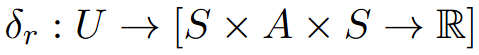 δ_r : U → [S × A × S → ℝ]